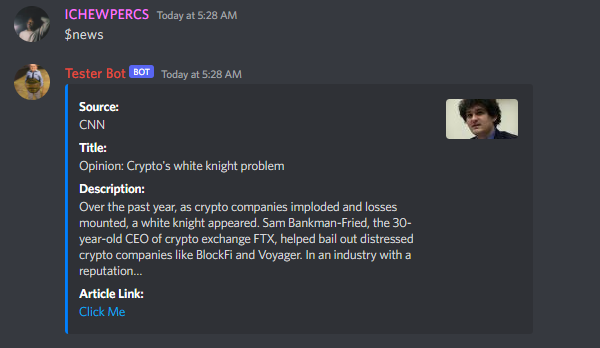 ICHEWPERCS Today at 5:28 AM
$news
Tester Bot BOT Today at 5:28 AM
Source:
CNN
Title:
Opinion: Crypto's white knight problem
Description:
Over the past year, as crypto companies imploded and losses
mounted, a white knight appeared. Sam Bankman-Fried, the 30-
year-old CEO of crypto exchange FTX, helped bail out distressed
crypto companies like BlockFi and Voyager. In an industry with a
reputation...
Article Link:
Click Me